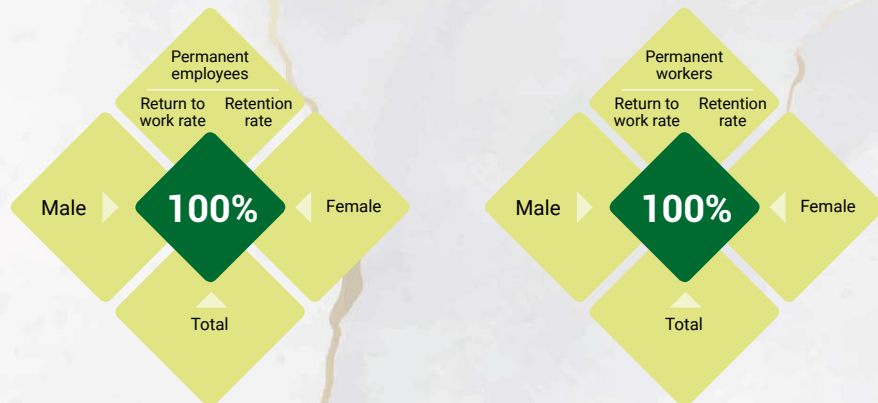 Permanent
employees
Return to
work rate
Retention
rate
Male
100%
Female
Total
Permanent
workers
Return to
work rate
Retention
rate
Male
100%
Female
Total